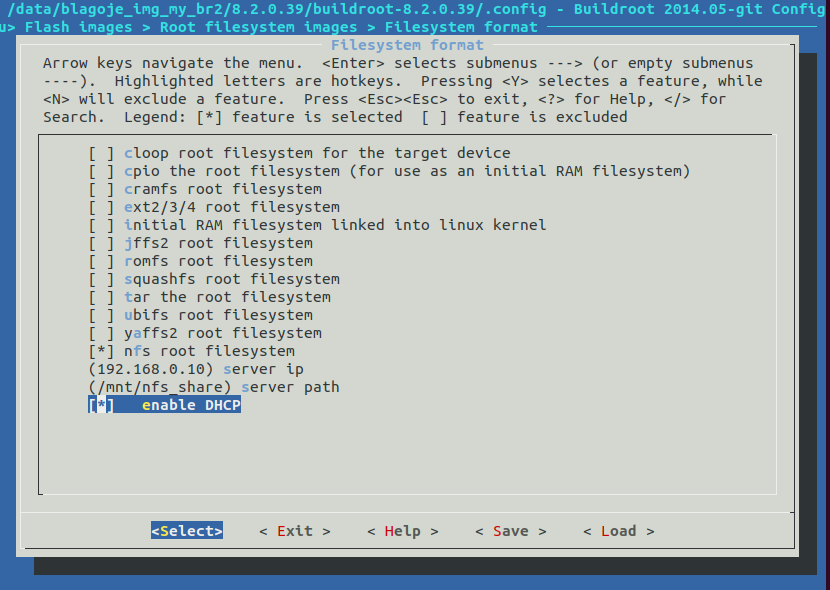 /data/blagoje_img_my_br2/8.2.0.39/buildroot-8.2.0.39/.config - Buildroot 2014.05-git Config
u> Flash images > Root filesystem images > Filesystem format
Filesystem format
Arrow keys navigate the menu.  <Enter> selects submenus ---> (or empty submenus
----).  Highlighted letters are hotkeys.  Pressing <Y> selectes a feature, while
<N> will exclude a feature.  Press <Esc><Esc> to exit, <?> for Help, </> for
Search.  Legend: [*] feature is selected  [ ] feature is excluded
[ ] cloop root filesystem for the target device
[ ] cpio the root filesystem (for use as an initial RAM filesystem)
[ ] cramfs root filesystem
[ ] ext2/3/4 root filesystem
[ ] initial RAM filesystem linked into linux kernel
[ ] jffs2 root filesystem
[ ] romfs root filesystem
[ ] squashfs root filesystem
[ ] tar the root filesystem
[ ] ubifs root filesystem
[ ] yaffs2 root filesystem
[*] nfs root filesystem
(192.168.0.10) server ip
(/mnt/nfs_share) server path
[*]   enable DHCP
<Select>    < Exit >    < Help >    < Save >    < Load >